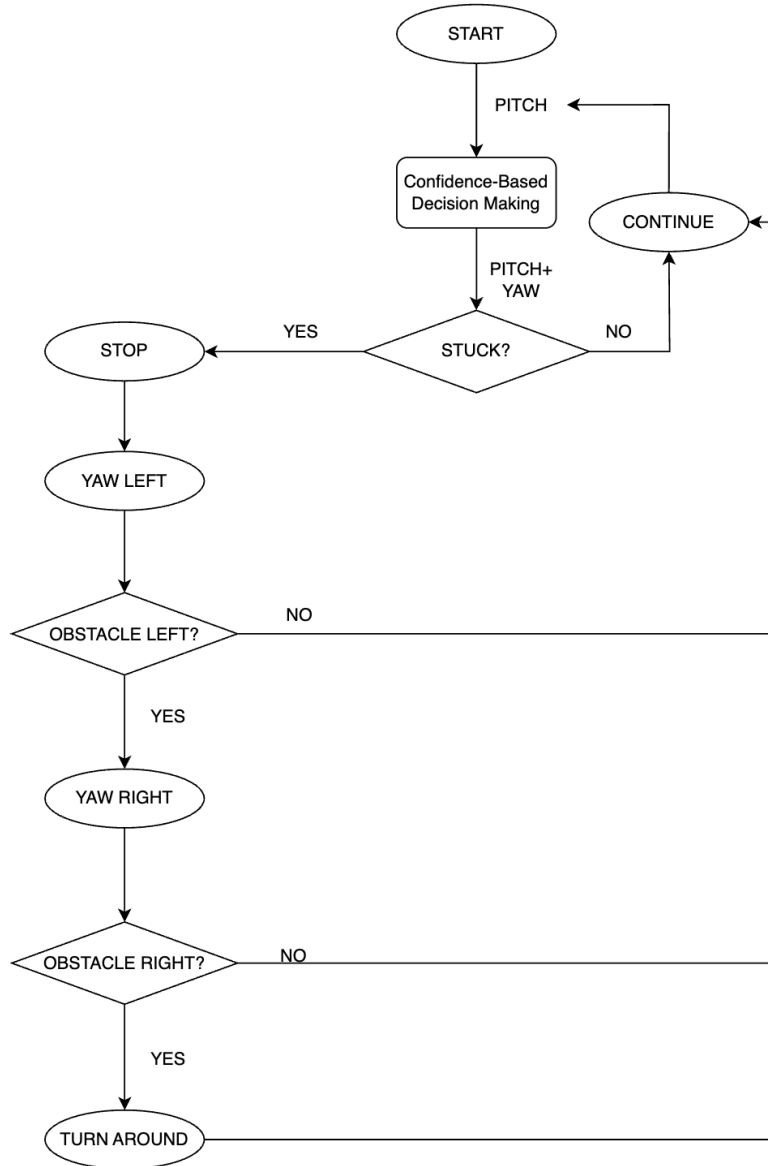 START
PITCH
Confidence-Based
Decision Making
CONTINUE
PITCH+
YAW
YES
NO
STOP
STUCK?
YAW LEFT
NO
OBSTACLE LEFT?
YES
YAW RIGHT
NO
OBSTACLE RIGHT?
YES
TURN AROUND